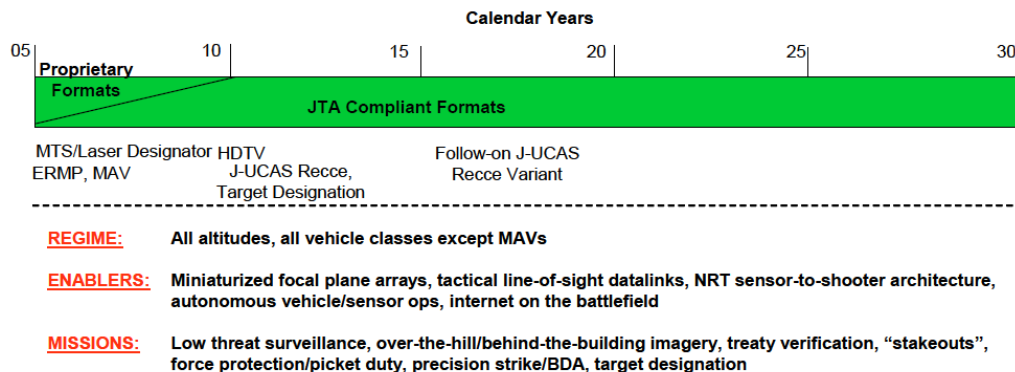 Calendar Years
05 10 15 20 25 30
Proprietary
Formats
JTA Compliant Formats
MTS/Laser Designator HDTV Follow-on J-UCAS
ERMP, MAV J-UCAS Recce, Recce Variant
Target Designation
REGIME: All altitudes, all vehicle classes except MAVs
ENABLERS: Miniaturized focal plane arrays, tactical line-of-sight datalinks, NRT sensor-to-shooter architecture,
autonomous vehicle/sensor ops, internet on the battlefield
MISSIONS: Low threat surveillance, over-the-hill/behind-the-building imagery, treaty verification, “stakeouts”,
force protection/picket duty, precision strike/BDA, target designation